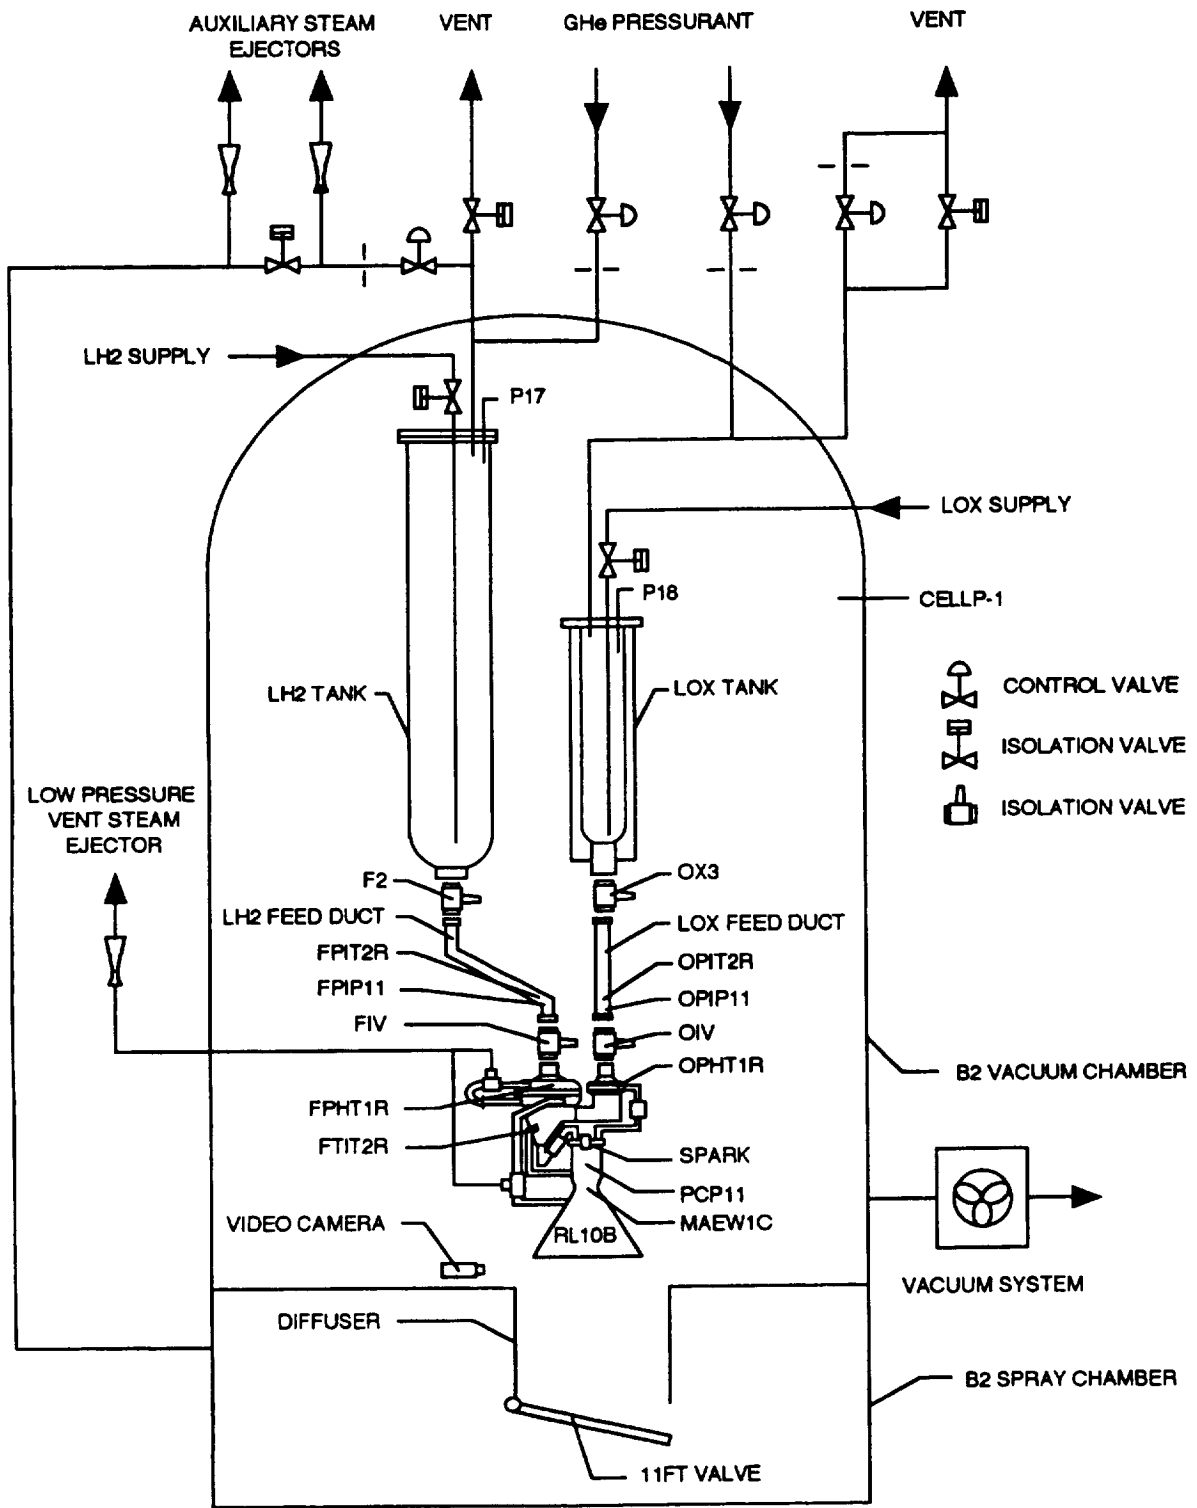 AUXILIARY STEAM
EJECTORS
VENT
GHe PRESSURANT
VENT
LH2 SUPPLY
P17
LOX SUPPLY
P18
CELLP-1
LH2 TANK
LOX TANK
CONTROL VALVE
ISOLATION VALVE
ISOLATION VALVE
LOW PRESSURE
VENT STEAM
EJECTOR
F2
OX3
LH2 FEED DUCT
LOX FEED DUCT
FPIT2R
OPIT2R
FPIP11
OPIP11
FIV
OIV
OPHT1R
B2 VACUUM CHAMBER
FPHT1R
FTIT2R
SPARK
PCP11
MAEW1C
VIDEO CAMERA
RL10B
VACUUM SYSTEM
DIFFUSER
B2 SPRAY CHAMBER
11FT VALVE